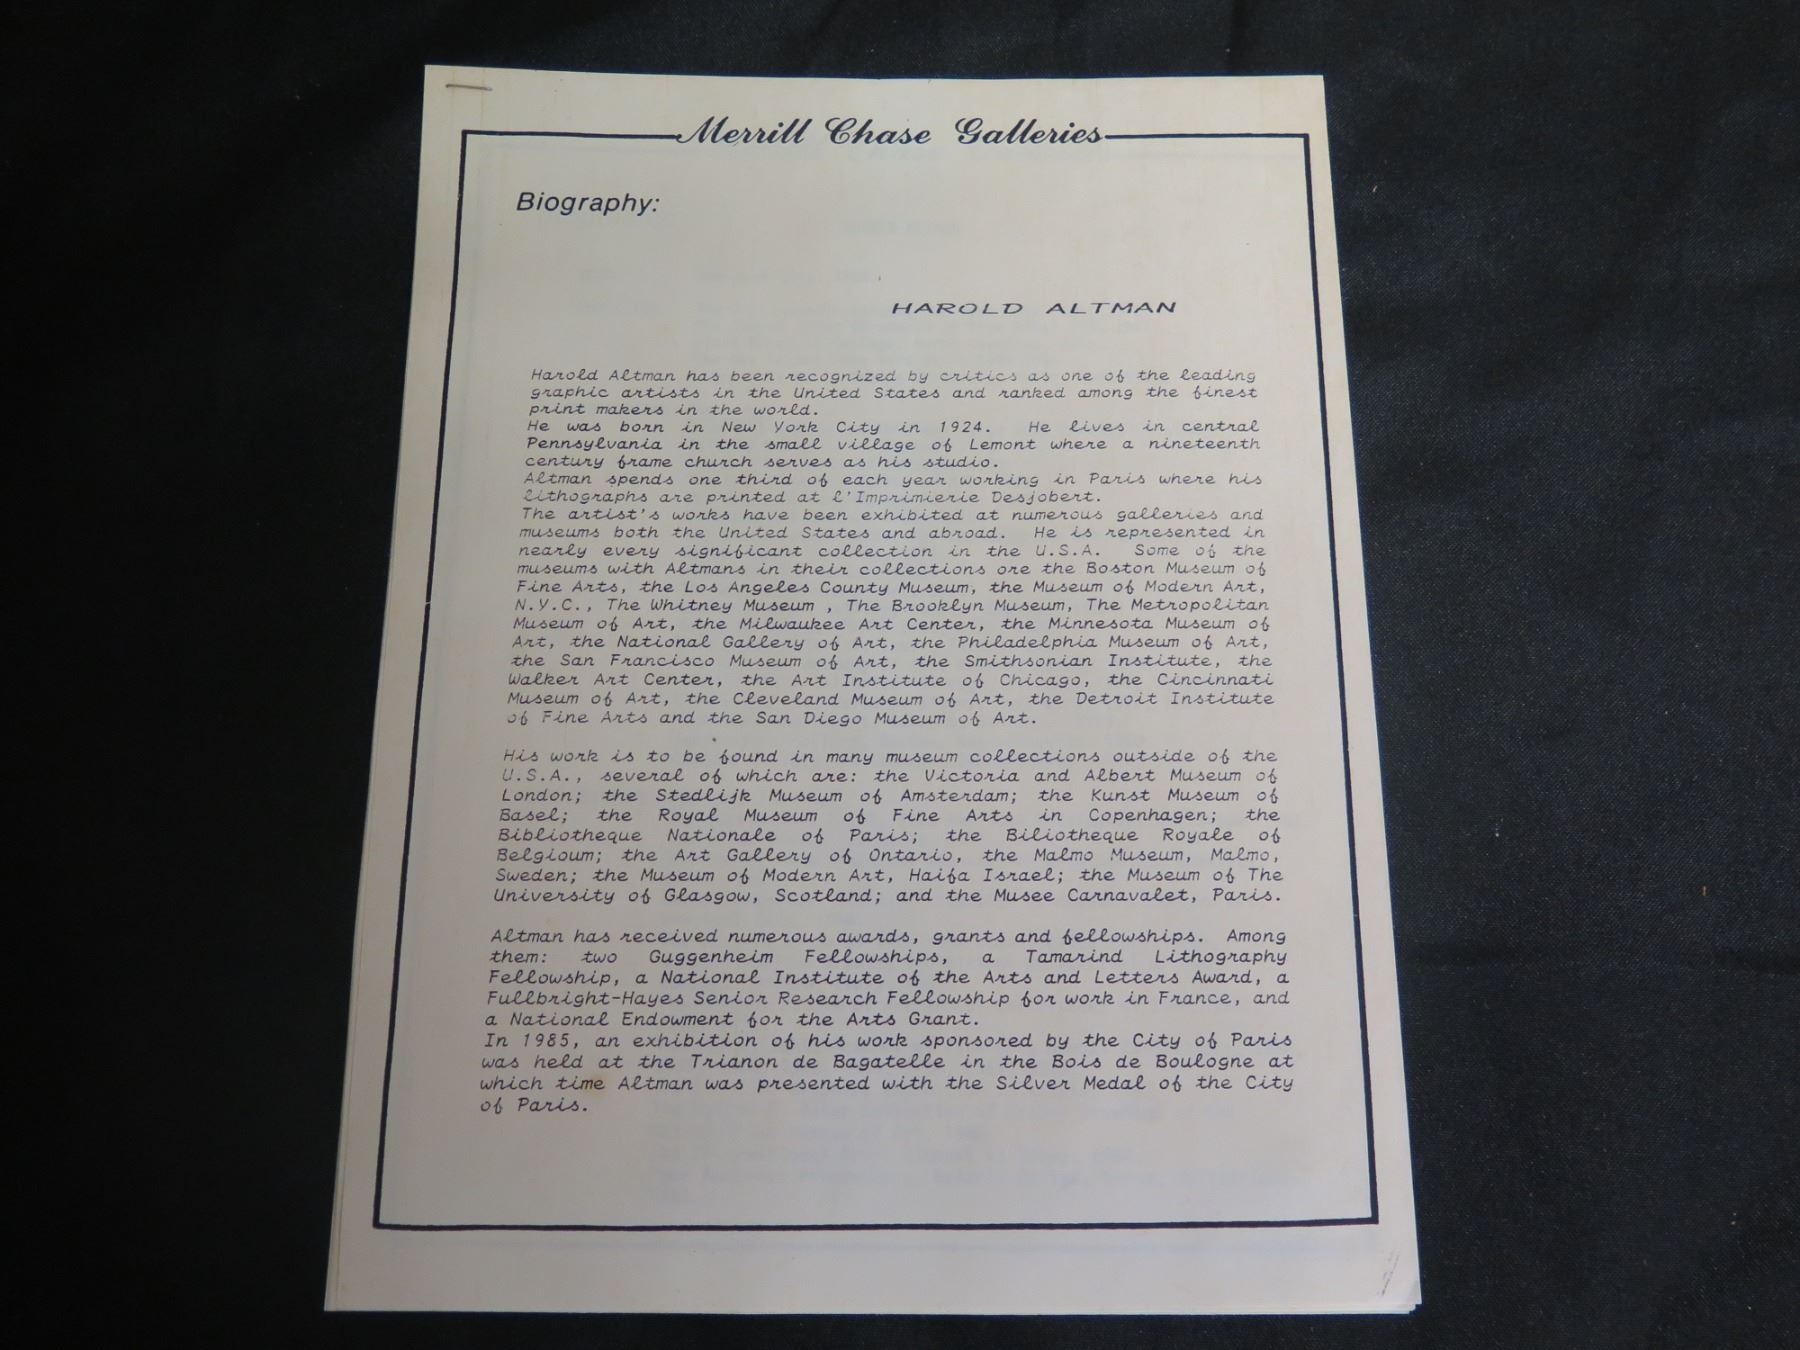 Merrill Chase Galleries
Biography:
HAROLD ALTMAN
Harold Altman has been recognized by critics as one of the leading
graphic artists in the United States and ranked among the finest
print makers in the world.
He was born in New York City in 1924. He lives in central
Pennsylvania in the small village of Lemont where a nineteenth
century frame church serves as his studio.
Altman spends one third of each year working in Paris where his
lithographs are printed at l'Imprimierie Desjobert.
The artist's works have been exhibited at numerous galleries and
museums both the United States and abroad. He is represented in
nearly every significant collection in the U.S.A. Some of the
museums with Altmans in their collections are the Boston Museum of
Fine Arts, the Los Angeles County Museum, the Museum of Modern Art,
N.Y.C., The Whitney Museum , The Brooklyn Museum, The Metropolitan
Museum of Art, the Milwaukee Art Center, the Minnesota Museum of
Art, the National Gallery of Art, the Philadelphia Museum of Art,
the San Francisco Museum of Art, the Smithsonian Institute, the
Walker Art Center, the Art Institute of Chicago, the Cincinnati
Museum of Art, the Cleveland Museum of Art, the Detroit Institute
of Fine Arts and the San Diego Museum of Art.
His work is to be found in many museum collections outside of the
U.S.A., several of which are: the Victoria and Albert Museum of
London; the Stedlijk Museum of Amsterdam; the Kunst Museum of
Basel; the Royal Museum of Fine Arts in Copenhagen; the
Bibliotheque Nationale of Paris; the Biliotheque Royale of
Belgioum; the Art Gallery of Ontario, the Malmo Museum, Malmo,
Sweden; the Museum of Modern Art, Haifa Israel; the Museum of The
University of Glasgow, Scotland; and the Musee Carnavalet, Paris.
Altman has received numerous awards, grants and fellowships. Among
them: two Guggenheim Fellowships, a Tamarind Lithography
Fellowship, a National Institute of the Arts and Letters Award, a
Fullbright-Hayes Senior Research Fellowship for work in France, and
a National Endowment for the Arts Grant.
In 1985, an exhibition of his work sponsored by the City of Paris
was held at the Trianon de Bagatelle in the Bois de Boulogne at
which time Altman was presented with the Silver Medal of the City
of Paris.